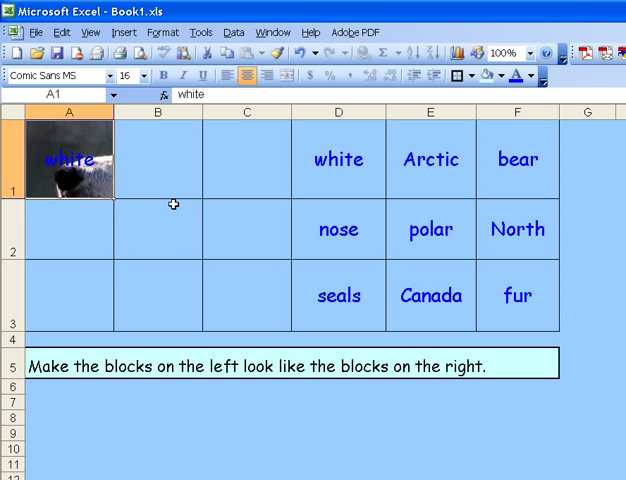 Microsoft Excel - Book1.xls
File Edit View Insert Format Tools Data Window Help Adobe PDF
100%
Comic Sans MS 16 B I U $ % ,
A1 fx white
A B C D E F G
1 white white Arctic bear
2 nose polar North
3 seals Canada fur
4
5 Make the blocks on the left look like the blocks on the right.
6
7
8
9
10
11
12